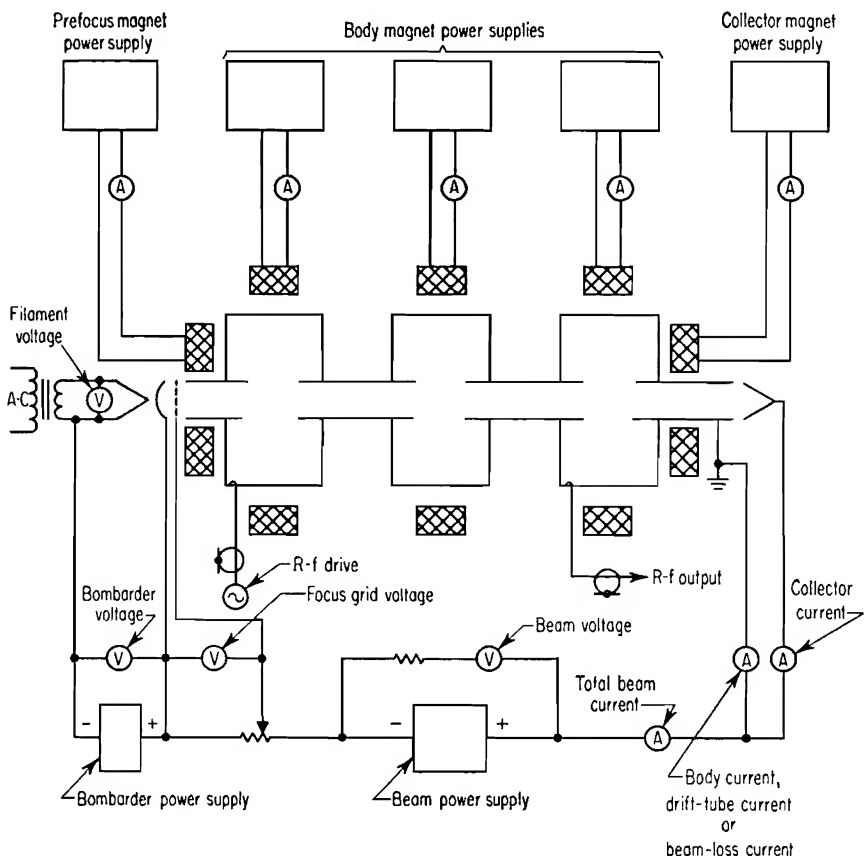 Prefocus magnet
power supply
Body magnet power supplies
Collector magnet
power supply
A
A
A
A
A
Filament
voltage
A-C
V
R-f drive
R-f output
Bombarder
voltage
Focus grid voltage
Beam voltage
Collector
current
V
V
V
Total beam
current
A
A
A
- +
- +
Bombarder power supply
Beam power supply
Body current,
drift-tube current
or
beam-loss current